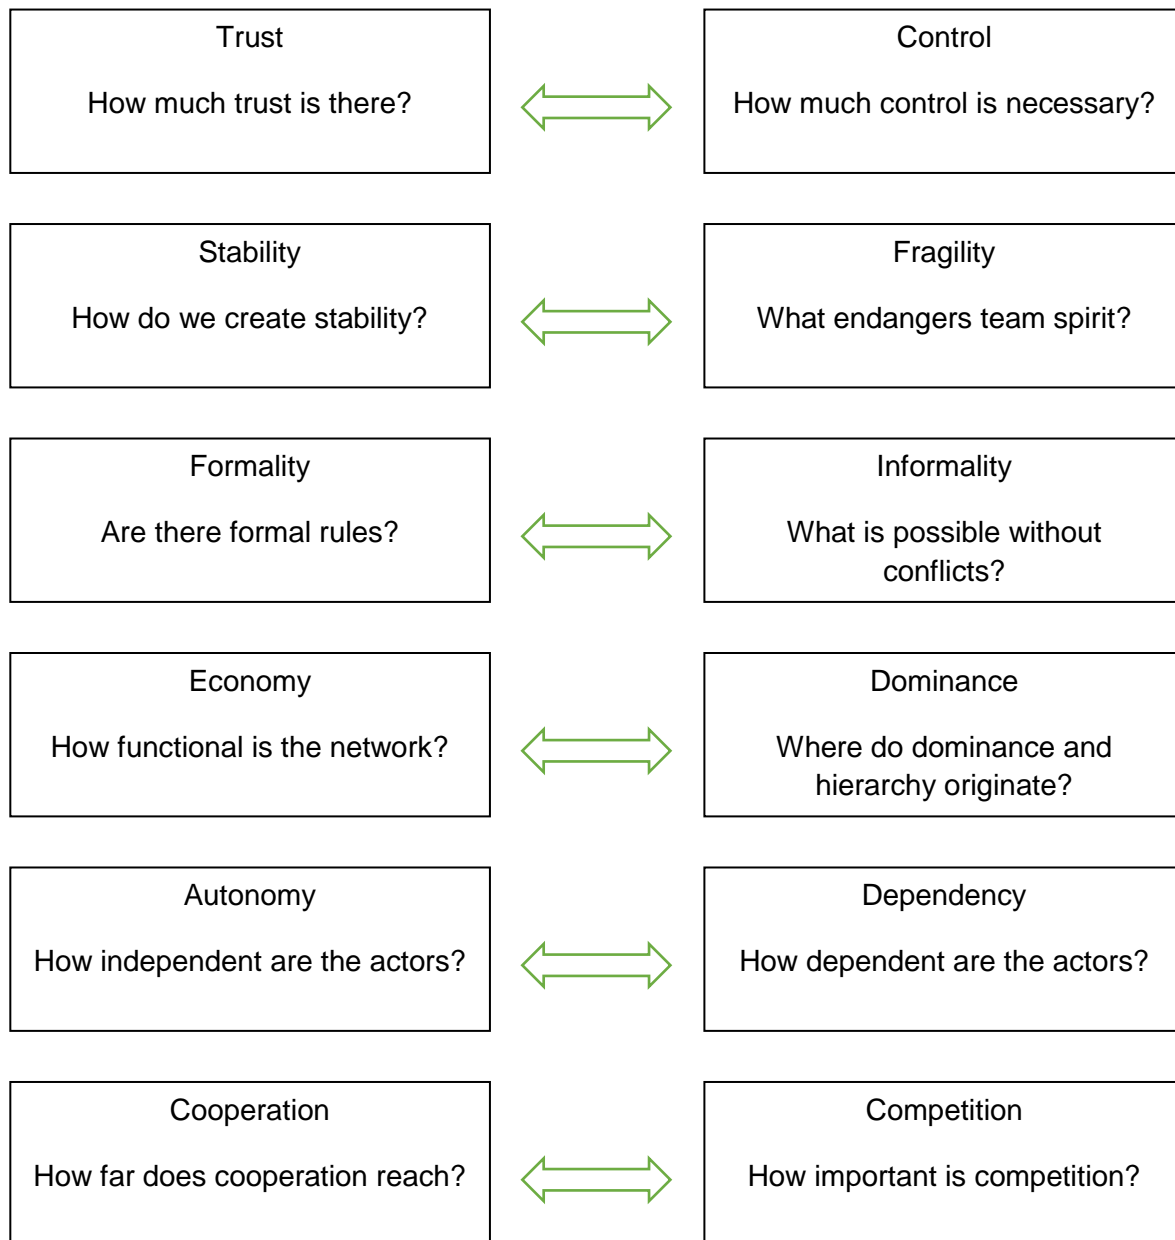 Trust
How much trust is there?
Control
How much control is necessary?
Stability
How do we create stability?
Fragility
What endangers team spirit?
Formality
Are there formal rules?
Informality
What is possible without
conflicts?
Economy
How functional is the network?
Dominance
Where do dominance and
hierarchy originate?
Autonomy
How independent are the actors?
Dependency
How dependent are the actors?
Cooperation
How far does cooperation reach?
Competition
How important is competition?